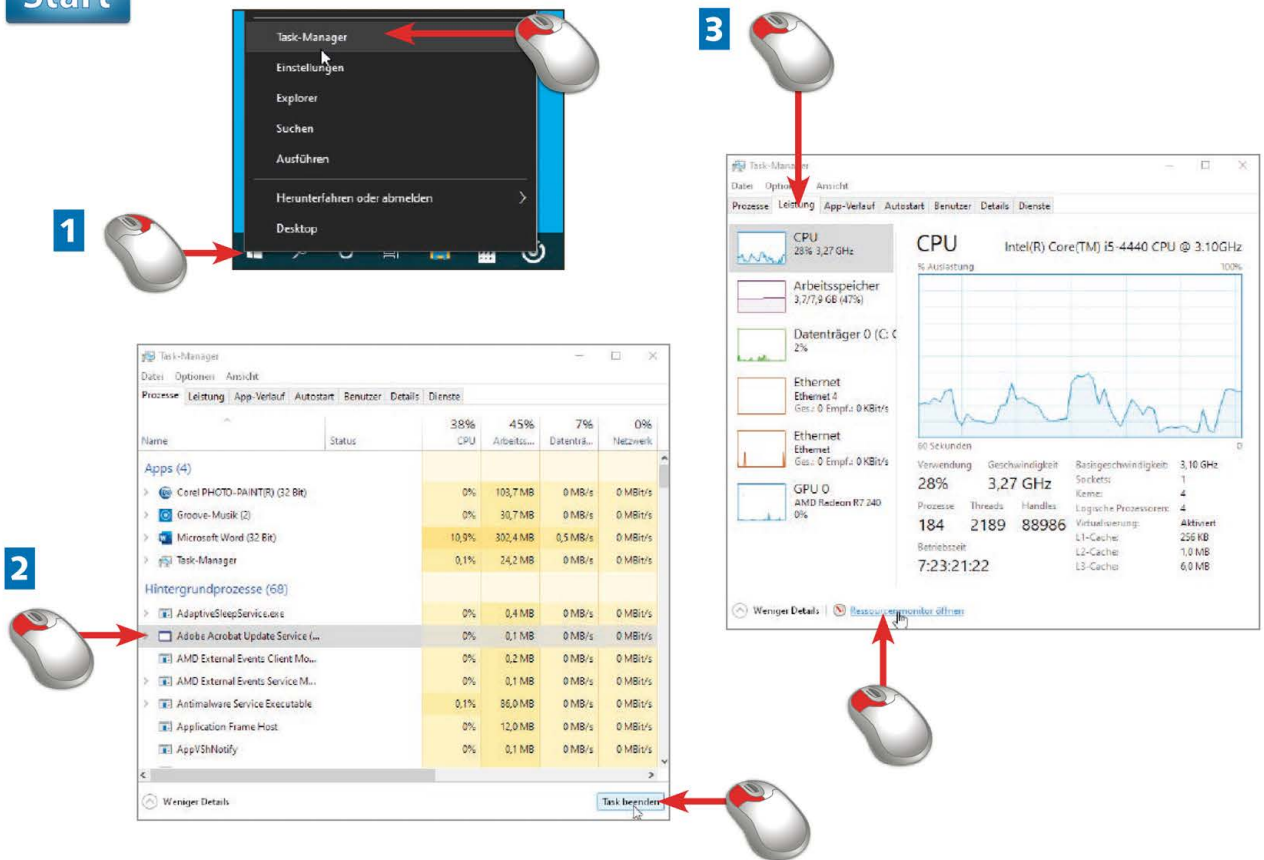 Start
Task-Manager
Einstellungen
Explorer
Suchen
Ausführen
Herunterfahren oder abmelden
Desktop
1
2
Task-Manager
Datei Optionen Ansicht
Prozesse Leistung App-Verlauf Autostart Benutzer Details Dienste
38% 45% 7% 0%
Name Status CPU Arbeitss... Datenträ... Netzwerk
Apps (4)
Corel PHOTO-PAINT(R) (32 Bit) 0% 103,7 MB 0 MB/s 0 MBit/s
Groove-Musik (2) 0% 30,7 MB 0 MB/s 0 MBit/s
Microsoft Word (32 Bit) 10,9% 302,4 MB 0,5 MB/s 0 MBit/s
Task-Manager 0,1% 24,2 MB 0 MB/s 0 MBit/s
Hintergrundprozesse (68)
AdaptiveSleepService.exe 0% 0,4 MB 0 MB/s 0 MBit/s
Adobe Acrobat Update Service (... 0% 0,1 MB 0 MB/s 0 MBit/s
AMD External Events Client Mo... 0% 0,2 MB 0 MB/s 0 MBit/s
AMD External Events Service M... 0% 0,1 MB 0 MB/s 0 MBit/s
Antimalware Service Executable 0,1% 86,0 MB 0 MB/s 0 MBit/s
Application Frame Host 0% 12,0 MB 0 MB/s 0 MBit/s
AppVShNotify 0% 0,1 MB 0 MB/s 0 MBit/s
Weniger Details Task beenden
3
Task-Manager
Datei Optionen Ansicht
Prozesse Leistung App-Verlauf Autostart Benutzer Details Dienste
CPU
28% 3,27 GHz
Arbeitsspeicher
3,7/7,9 GB (47%)
Datenträger 0 (C: C
2%
Ethernet
Ethernet 4
Ges.: 0 Empf.: 0 KBit/s
Ethernet
Ethernet
Ges.: 0 Empf.: 0 KBit/s
GPU 0
AMD Radeon R7 240
0%
CPU Intel(R) Core(TM) i5-4440 CPU @ 3.10GHz
% Auslastung 100%
60 Sekunden 0
Verwendung Geschwindigkeit
28% 3,27 GHz
Prozesse Threads Handles
184 2189 88986
Betriebszeit
7:23:21:22
Basisgeschwindigkeit: 3,10 GHz
Sockets: 1
Kerne: 4
Logische Prozessoren: 4
Virtualisierung: Aktiviert
L1-Cache: 256 KB
L2-Cache: 1,0 MB
L3-Cache: 6,0 MB
Weniger Details Ressourcenmonitor öffnen